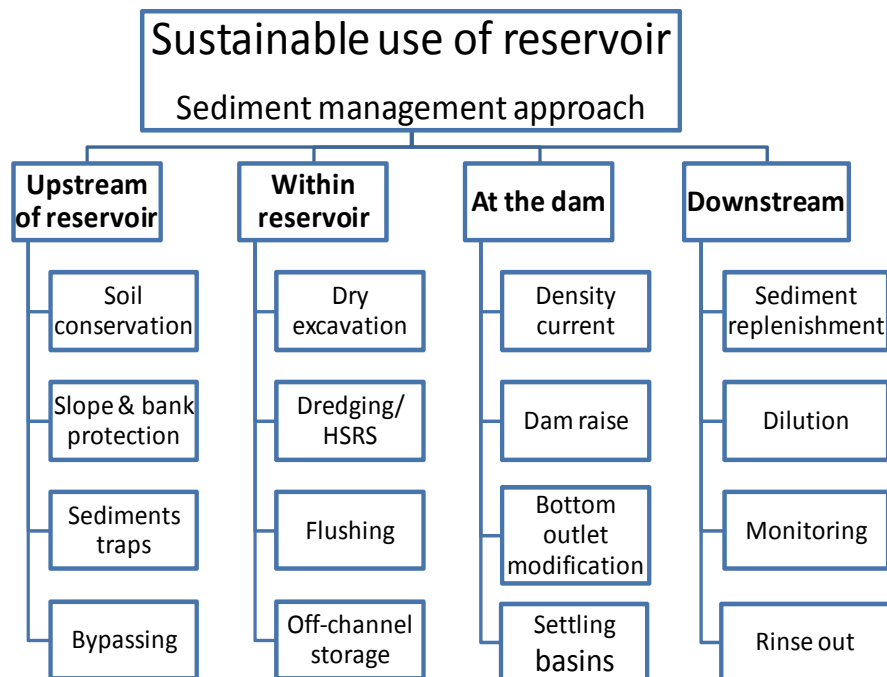 Sustainable use of reservoir
Sediment management approach
Upstream
of reservoir
Soil
conservation
Slope & bank
protection
Sediments
traps
Bypassing
Within
reservoir
Dry
excavation
Dredging/
HSRS
Flushing
Off-channel
storage
At the dam
Density
current
Dam raise
Bottom
outlet
modification
Settling
basins
Downstream
Sediment
replenishment
Dilution
Monitoring
Rinse out